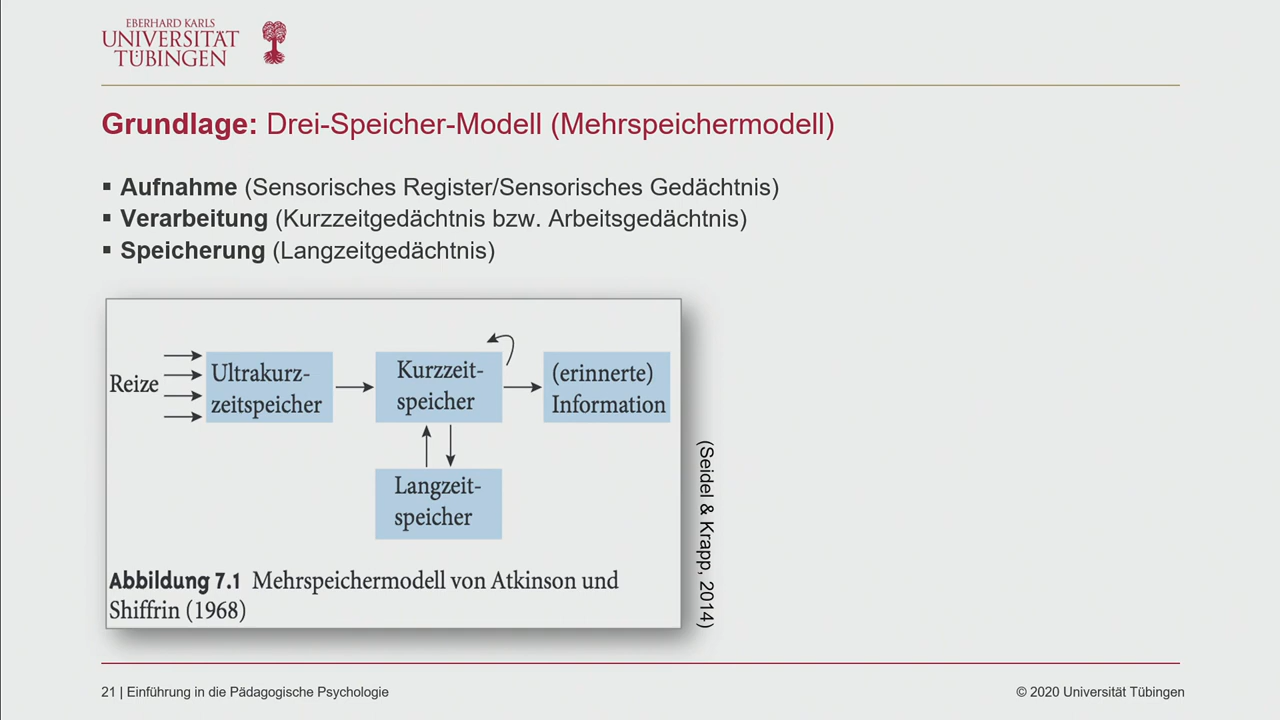 EBERHARD KARLS
UNIVERSITÄT
TÜBINGEN
Grundlage: Drei-Speicher-Modell (Mehrspeichermodell)
▪ Aufnahme (Sensorisches Register/Sensorisches Gedächtnis)
▪ Verarbeitung (Kurzzeitgedächtnis bzw. Arbeitsgedächtnis)
▪ Speicherung (Langzeitgedächtnis)
Reize
Ultrakurz-
zeitspeicher
Kurzzeit-
speicher
(erinnerte)
Information
Langzeit-
speicher
Abbildung 7.1 Mehrspeichermodell von Atkinson und
Shiffrin (1968)
(Seidel & Krapp, 2014)
21 | Einführung in die Pädagogische Psychologie
© 2020 Universität Tübingen